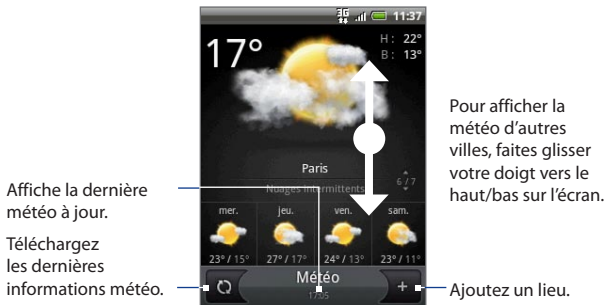 3G 11:37
17°
H: 22°
B: 13°
Paris
Nuages intermittents
6/7
mer. jeu. ven. sam.
23° / 15° 27° / 17° 24° / 13° 23° / 11°
Météo
17:05
+
Affiche la dernière
météo à jour.
Téléchargez
les dernières
informations météo.
Pour afficher la
météo d'autres
villes, faites glisser
votre doigt vers le
haut/bas sur l'écran.
Ajoutez un lieu.